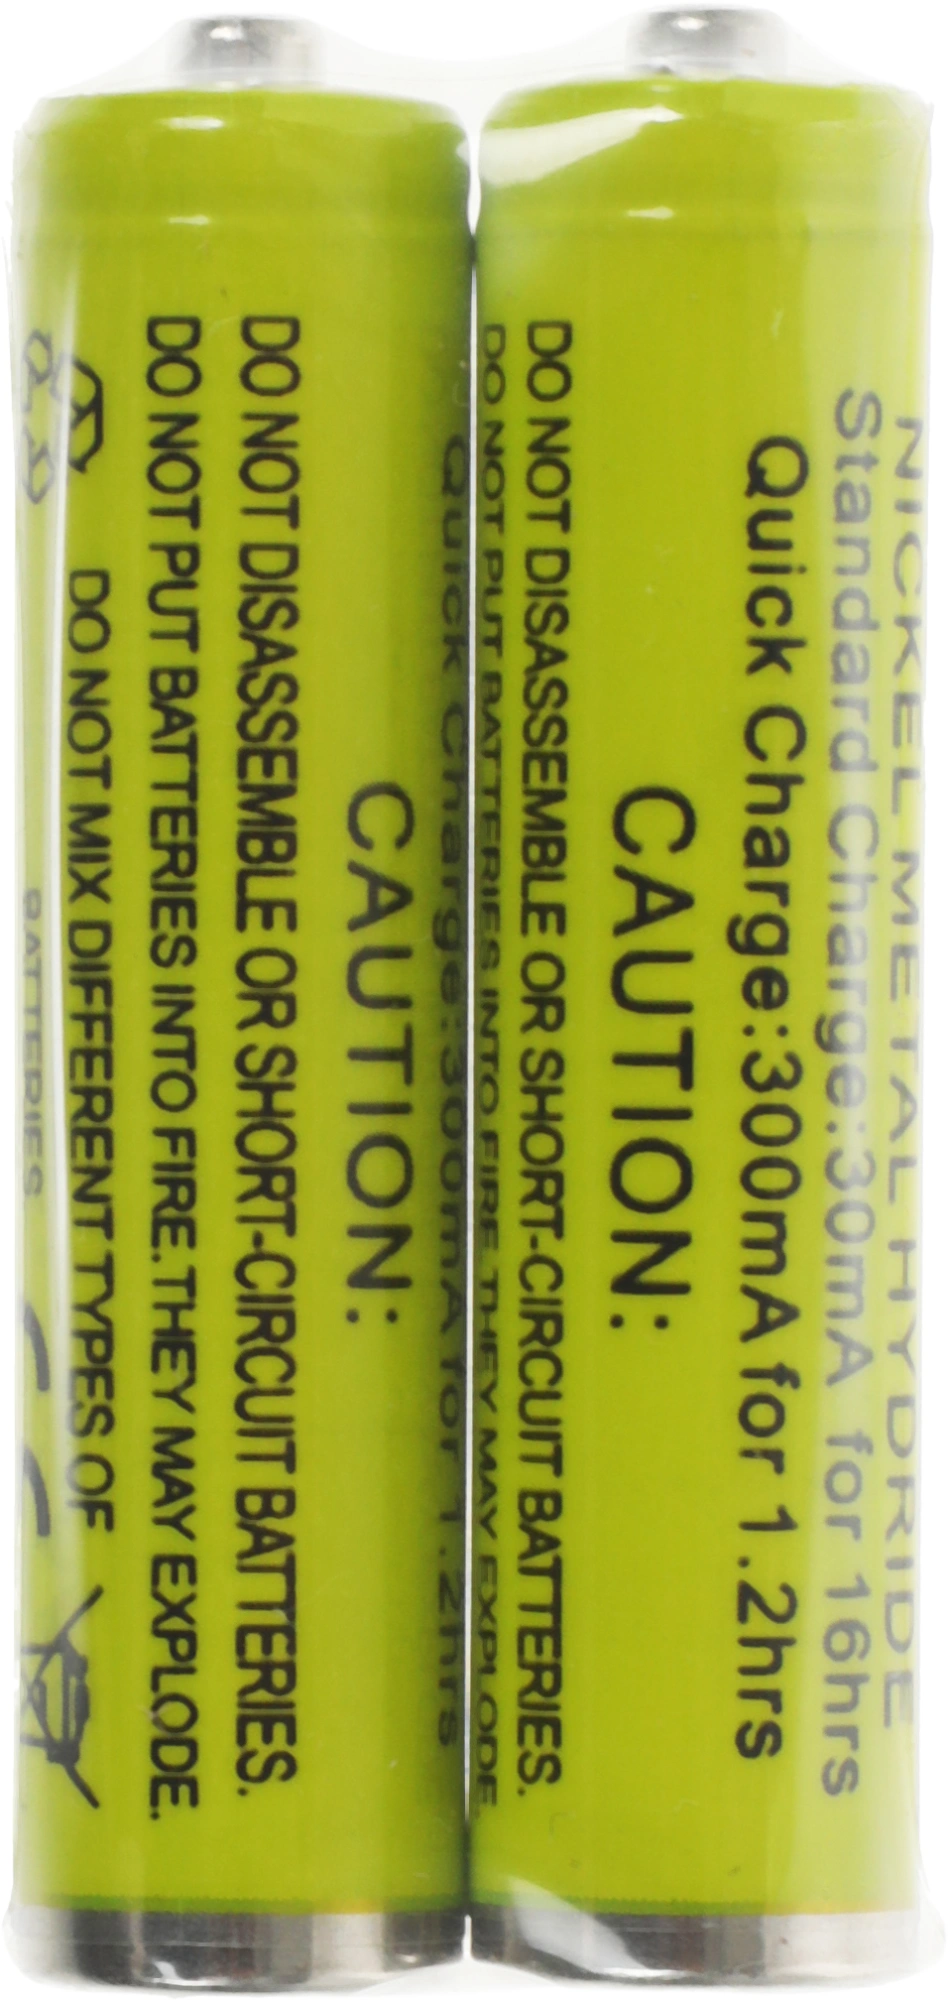 NICKEL METAL HYDRIDE
Standard Charge:30mA for 16hrs
Quick Charge:300mA for 1.2hrs
CAUTION:
DO NOT DISASSEMBLE OR SHORT-CIRCUIT BATTERIES.
DO NOT PUT BATTERIES INTO FIRE. THEY MAY EXPLODE.
Quick Charge:300mA for 1.2hrs
CAUTION:
DO NOT DISASSEMBLE OR SHORT-CIRCUIT BATTERIES.
DO NOT PUT BATTERIES INTO FIRE.THEY MAY EXPLODE.
DO NOT MIX DIFFERENT TYPES OF
BATTERIES
CE